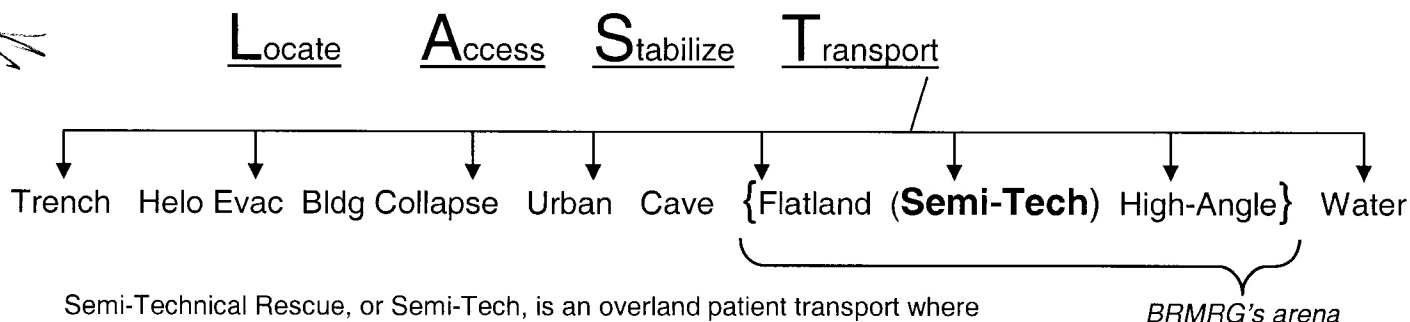 Locate Access Stabilize Transport
Trench Helo Evac Bldg Collapse Urban Cave {Flatland (Semi-Tech) High-Angle} Water
Semi-Technical Rescue, or Semi-Tech, is an overland patient transport where
BRMRG's arena